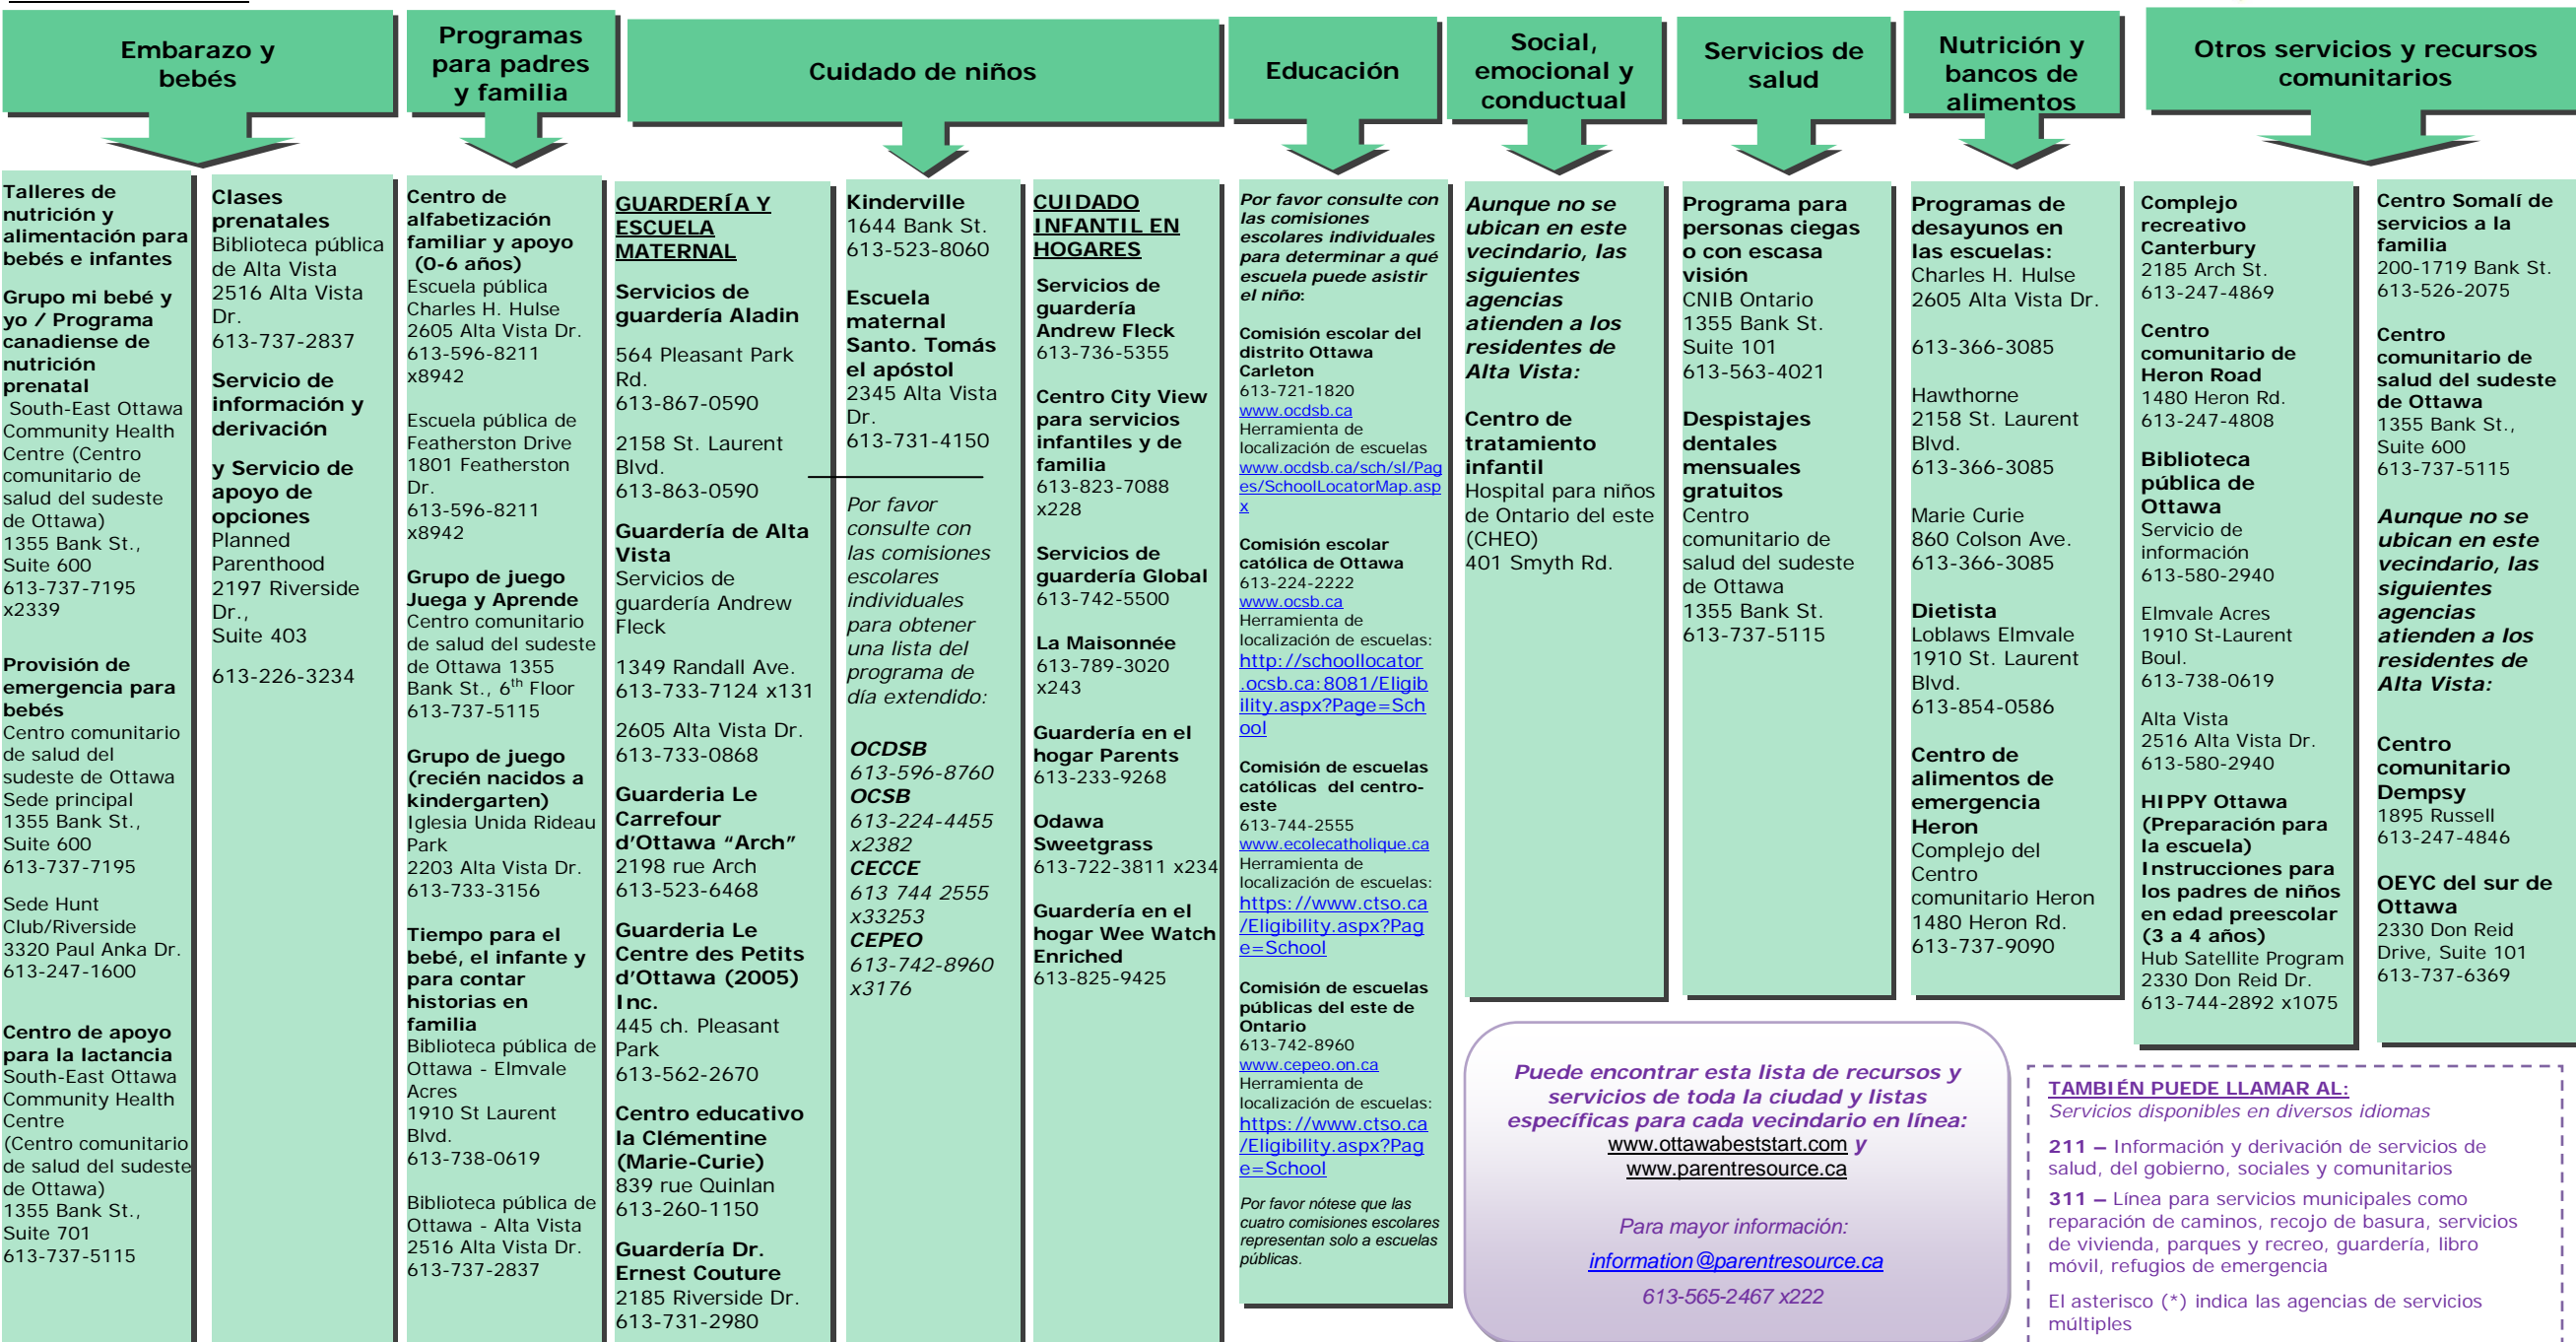 Embarazo y
bebés
Programas
para padres
y familia
Cuidado de niños
Educación
Social,
emocional y
conductual
Servicios de
salud
Nutrición y
bancos de
alimentos
Otros servicios y recursos
comunitarios
Talleres de
nutrición y
alimentación para
bebés e infantes
Grupo mi bebé y
yo / Programa
canadiense de
nutrición
prenatal
South-East Ottawa
Community Health
Centre (Centro
comunitario de
salud del sudeste
de Ottawa)
1355 Bank St.,
Suite 600
613-737-7195
x2339
Provisión de
emergencia para
bebés
Centro comunitario
de salud del
sudeste de Ottawa
Sede principal
1355 Bank St.,
Suite 600
613-737-7195
Sede Hunt
Club/Riverside
3320 Paul Anka Dr.
613-247-1600
Centro de apoyo
para la lactancia
South-East Ottawa
Community Health
Centre
(Centro comunitario
de salud del sudeste
de Ottawa)
1355 Bank St.,
Suite 701
613-737-5115
Clases
prenatales
Biblioteca pública
de Alta Vista
2516 Alta Vista
Dr.
613-737-2837
Servicio de
información y
derivación
y Servicio de
apoyo de
opciones
Planned
Parenthood
2197 Riverside
Dr.,
Suite 403
613-226-3234
Centro de
alfabetización
familiar y apoyo
(0-6 años)
Escuela pública
Charles H. Hulse
2605 Alta Vista Dr.
613-596-8211
x8942
Escuela pública de
Featherston Drive
1801 Featherston
Dr.
613-596-8211
x8942
Grupo de juego
Juega y Aprende
Centro comunitario
de salud del sudeste
de Ottawa 1355
Bank St., 6th Floor
613-737-5115
Grupo de juego
(recién nacidos a
kindergarten)
Iglesia Unida Rideau
Park
2203 Alta Vista Dr.
613-733-3156
Tiempo para el
bebé, el infante y
para contar
historias en
familia
Biblioteca pública de
Ottawa - Elmvale
Acres
1910 St Laurent
Blvd.
613-738-0619
Biblioteca pública de
Ottawa - Alta Vista
2516 Alta Vista Dr.
613-737-2837
GUARDERÍA Y
ESCUELA
MATERNAL
Servicios de
guardería Aladin
564 Pleasant Park
Rd.
613-867-0590
2158 St. Laurent
Blvd.
613-863-0590
Guardería de Alta
Vista
Servicios de
guardería Andrew
Fleck
1349 Randall Ave.
613-733-7124 x131
2605 Alta Vista Dr.
613-733-0868
Guarderia Le
Carrefour
d'Ottawa “Arch”
2198 rue Arch
613-523-6468
Guarderia Le
Centre des Petits
d'Ottawa (2005)
Inc.
445 ch. Pleasant
Park
613-562-2670
Centro educativo
la Clémentine
(Marie-Curie)
839 rue Quinlan
613-260-1150
Guardería Dr.
Ernest Couture
2185 Riverside Dr.
613-731-2980
Kinderville
1644 Bank St.
613-523-8060
Escuela
maternal
Santo. Tomás
el apóstol
2345 Alta Vista
Dr.
613-731-4150
Por favor
consulte con
las comisiones
escolares
individuales
para obtener
una lista del
programa de
día extendido:
OCDSB
613-596-8760
OCSB
613-224-4455
x2382
CECCE
613 744 2555
x33253
CEPEO
613-742-8960
x3176
CUIDADO
INFANTIL EN
HOGARES
Servicios de
guardería
Andrew Fleck
613-736-5355
Centro City View
para servicios
infantiles y de
familia
613-823-7088
x228
Servicios de
guardería Global
613-742-5500
La Maisonnée
613-789-3020
x243
Guardería en el
hogar Parents
613-233-9268
Odawa
Sweetgrass
613-722-3811 x234
Guardería en el
hogar Wee Watch
Enriched
613-825-9425
Por favor consulte con
las comisiones
escolares individuales
para determinar a qué
escuela puede asistir
el niño:
Comisión escolar del
distrito Ottawa
Carleton
613-721-1820
www.ocdsb.ca
Herramienta de
localización de escuelas
www.ocdsb.ca/sch/sl/Pag
es/SchoolLocatorMap.asp
x
Comisión escolar
católica de Ottawa
613-224-2222
www.ocsb.ca
Herramienta de
localización de escuelas:
http://schoollocator
.ocsb.ca:8081/Eligib
ility.aspx?Page=Sch
ool
Comisión de escuelas
católicas del centro-
este
613-744-2555
www.ecolecatholique.ca
Herramienta de
localización de escuelas:
https://www.ctso.ca
/Eligibility.aspx?Pag
e=School
Comisión de escuelas
públicas del este de
Ontario
613-742-8960
www.cepeo.on.ca
Herramienta de
localización de escuelas:
https://www.ctso.ca
/Eligibility.aspx?Pag
e=School
Por favor nótese que las
cuatro comisiones escolares
representan solo a escuelas
públicas.
Aunque no se
ubican en este
vecindario, las
siguientes
agencias
atienden a los
residentes de
Alta Vista:
Centro de
tratamiento
infantil
Hospital para niños
de Ontario del este
(CHEO)
401 Smyth Rd.
Programa para
personas ciegas
o con escasa
visión
CNIB Ontario
1355 Bank St.
Suite 101
613-563-4021
Despistajes
dentales
mensuales
gratuitos
Centro
comunitario de
salud del sudeste
de Ottawa
1355 Bank St.
613-737-5115
Programas de
desayunos en
las escuelas:
Charles H. Hulse
2605 Alta Vista Dr.
613-366-3085
Hawthorne
2158 St. Laurent
Blvd.
613-366-3085
Marie Curie
860 Colson Ave.
613-366-3085
Dietista
Loblaws Elmvale
1910 St. Laurent
Blvd.
613-854-0586
Centro de
alimentos de
emergencia
Heron
Complejo del
Centro
comunitario Heron
1480 Heron Rd.
613-737-9090
Complejo
recreativo
Canterbury
2185 Arch St.
613-247-4869
Centro
comunitario de
Heron Road
1480 Heron Rd.
613-247-4808
Biblioteca
pública de
Ottawa
Servicio de
información
613-580-2940
Elmvale Acres
1910 St-Laurent
Boul.
613-738-0619
Alta Vista
2516 Alta Vista Dr.
613-580-2940
HIPPY Ottawa
(Preparación para
la escuela)
Instrucciones para
los padres de niños
en edad preescolar
(3 a 4 años)
Hub Satellite Program
2330 Don Reid Dr.
613-744-2892 x1075
Centro Somalí de
servicios a la
familia
200-1719 Bank St.
613-526-2075
Centro
comunitario de
salud del sudeste
de Ottawa
1355 Bank St.,
Suite 600
613-737-5115
Aunque no se
ubican en este
vecindario, las
siguientes
agencias
atienden a los
residentes de
Alta Vista:
Centro
comunitario
Dempsy
1895 Russell
613-247-4846
OEYC del sur de
Ottawa
2330 Don Reid
Drive, Suite 101
613-737-6369
Puede encontrar esta lista de recursos y
servicios de toda la ciudad y listas
específicas para cada vecindario en línea:
www.ottawabeststart.com y
www.parentresource.ca
Para mayor información:
information@parentresource.ca
613-565-2467 x222
TAMBIÉN PUEDE LLAMAR AL:
Servicios disponibles en diversos idiomas
211 – Información y derivación de servicios de
salud, del gobierno, sociales y comunitarios
311 – Línea para servicios municipales como
reparación de caminos, recojo de basura, servicios
de vivienda, parques y recreo, guardería, libro
móvil, refugios de emergencia
El asterisco (*) indica las agencias de servicios
múltiples